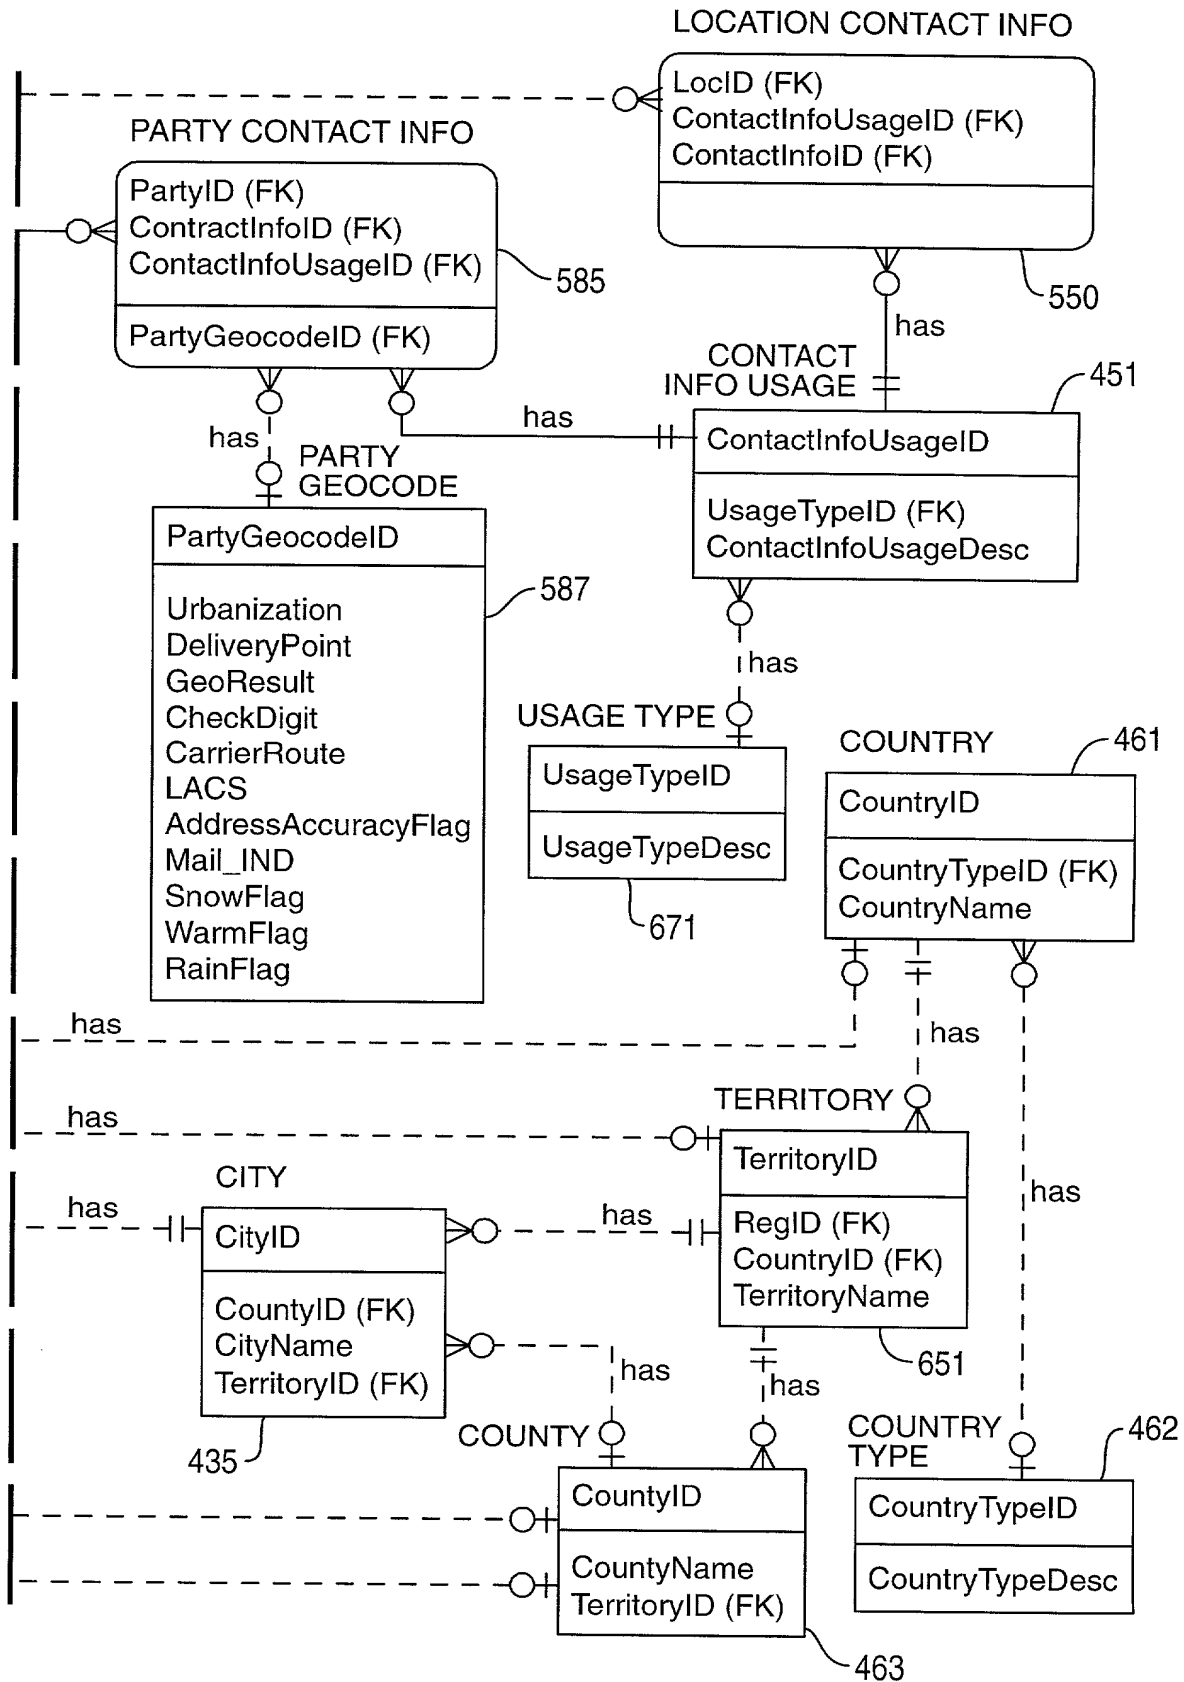 LOCATION CONTACT INFO
LocID (FK)
ContactInfoUsageID (FK)
ContactInfoID (FK)
550
PARTY CONTACT INFO
PartyID (FK)
ContractInfoID (FK)
ContactInfoUsageID (FK)
PartyGeocodeID (FK)
585
has
CONTACT
INFO USAGE
451
ContactInfoUsageID
UsageTypeID (FK)
ContactInfoUsageDesc
has
has
PARTY
GEOCODE
PartyGeocodeID
Urbanization
DeliveryPoint
GeoResult
CheckDigit
CarrierRoute
LACS
AddressAccuracyFlag
Mail_IND
SnowFlag
WarmFlag
RainFlag
587
has
USAGE TYPE
UsageTypeID
UsageTypeDesc
671
COUNTRY
461
CountryID
CountryTypeID (FK)
CountryName
has
has
has
TERRITORY
TerritoryID
RegID (FK)
CountryID (FK)
TerritoryName
651
has
has
CITY
has
CityID
CountyID (FK)
CityName
TerritoryID (FK)
435
has
has
has
COUNTY
CountyID
CountyName
TerritoryID (FK)
463
COUNTRY
TYPE
462
CountryTypeID
CountryTypeDesc